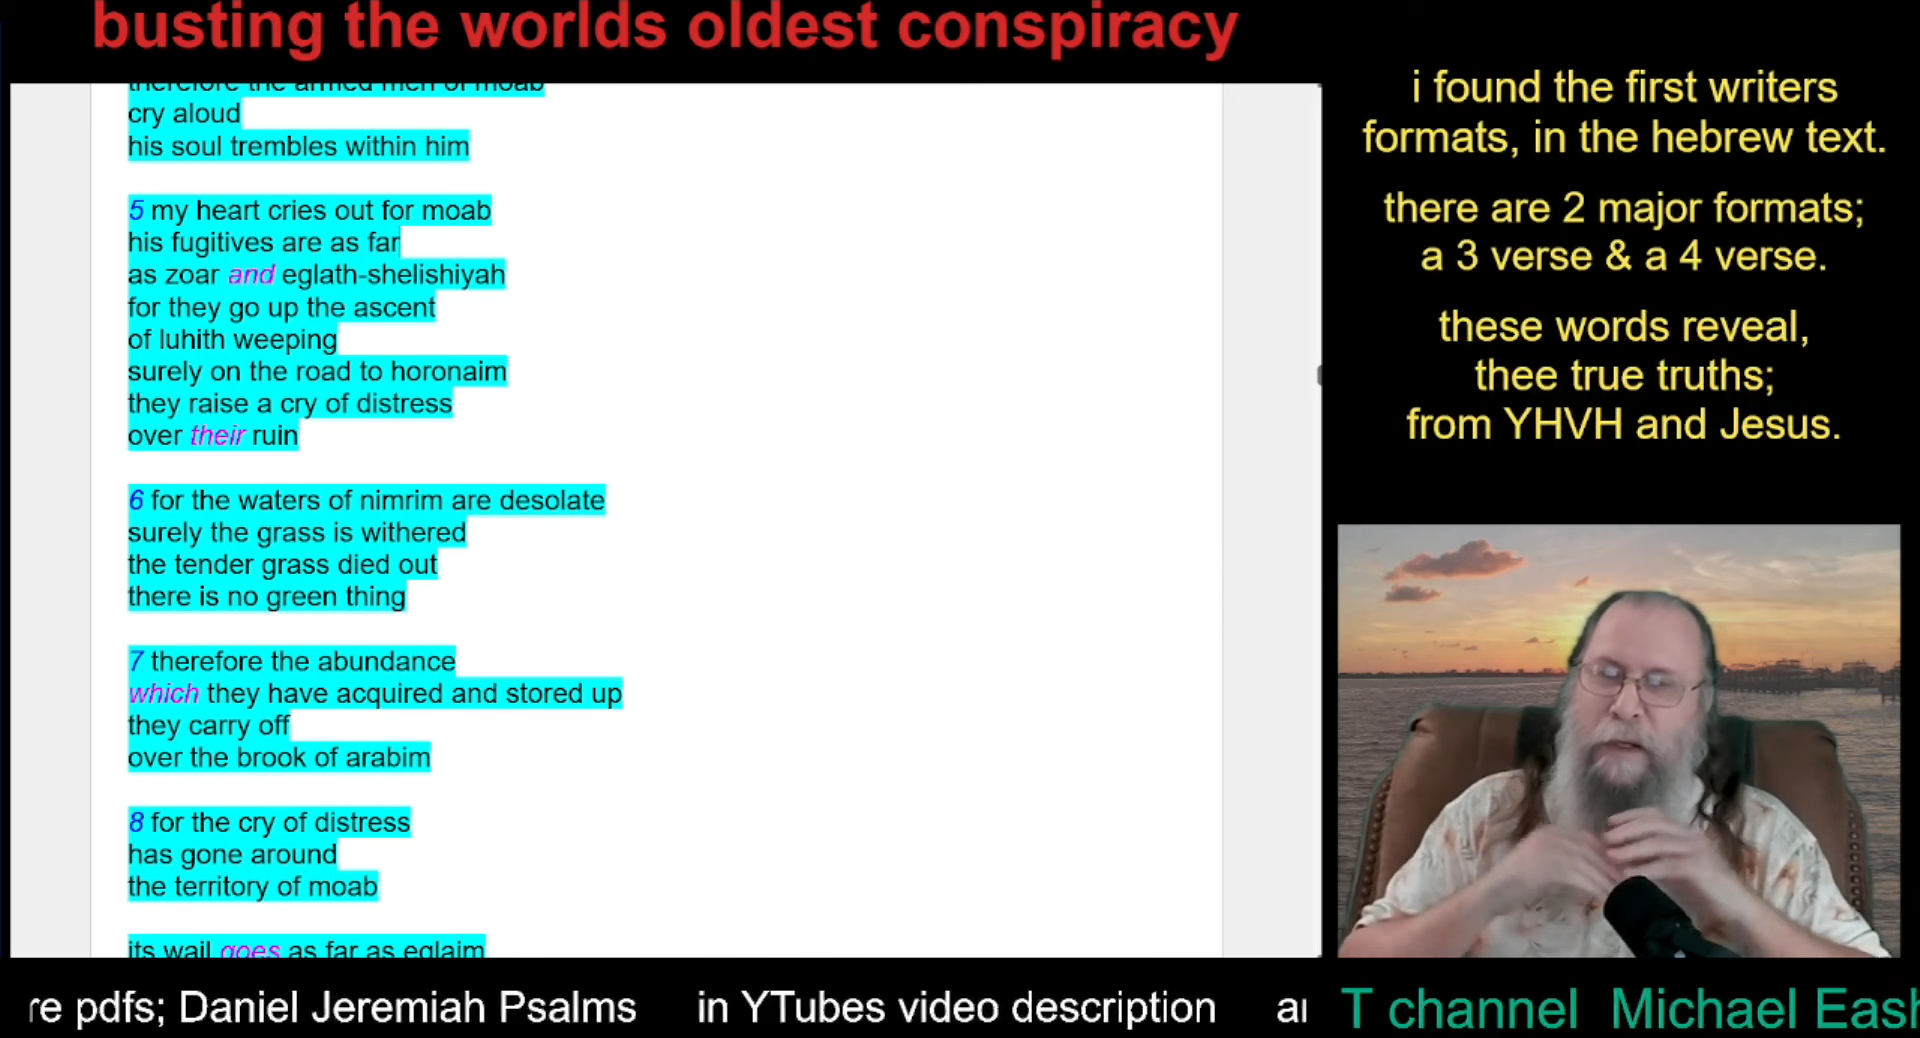 busting the worlds oldest conspiracy
therefore the armed men of moab
cry aloud
his soul trembles within him
5 my heart cries out for moab
his fugitives are as far
as zoar and eglath-shelishiyah
for they go up the ascent
of luhith weeping
surely on the road to horonaim
they raise a cry of distress
over their ruin
6 for the waters of nimrim are desolate
surely the grass is withered
the tender grass died out
there is no green thing
7 therefore the abundance
which they have acquired and stored up
they carry off
over the brook of arabim
8 for the cry of distress
has gone around
the territory of moab
its wail goes as far as eglaim
i found the first writers
formats, in the hebrew text.
there are 2 major formats;
a 3 verse & a 4 verse.
these words reveal,
thee true truths;
from YHVH and Jesus.
re pdfs; Daniel Jeremiah Psalms in YTubes video description
T channel Michael Eash